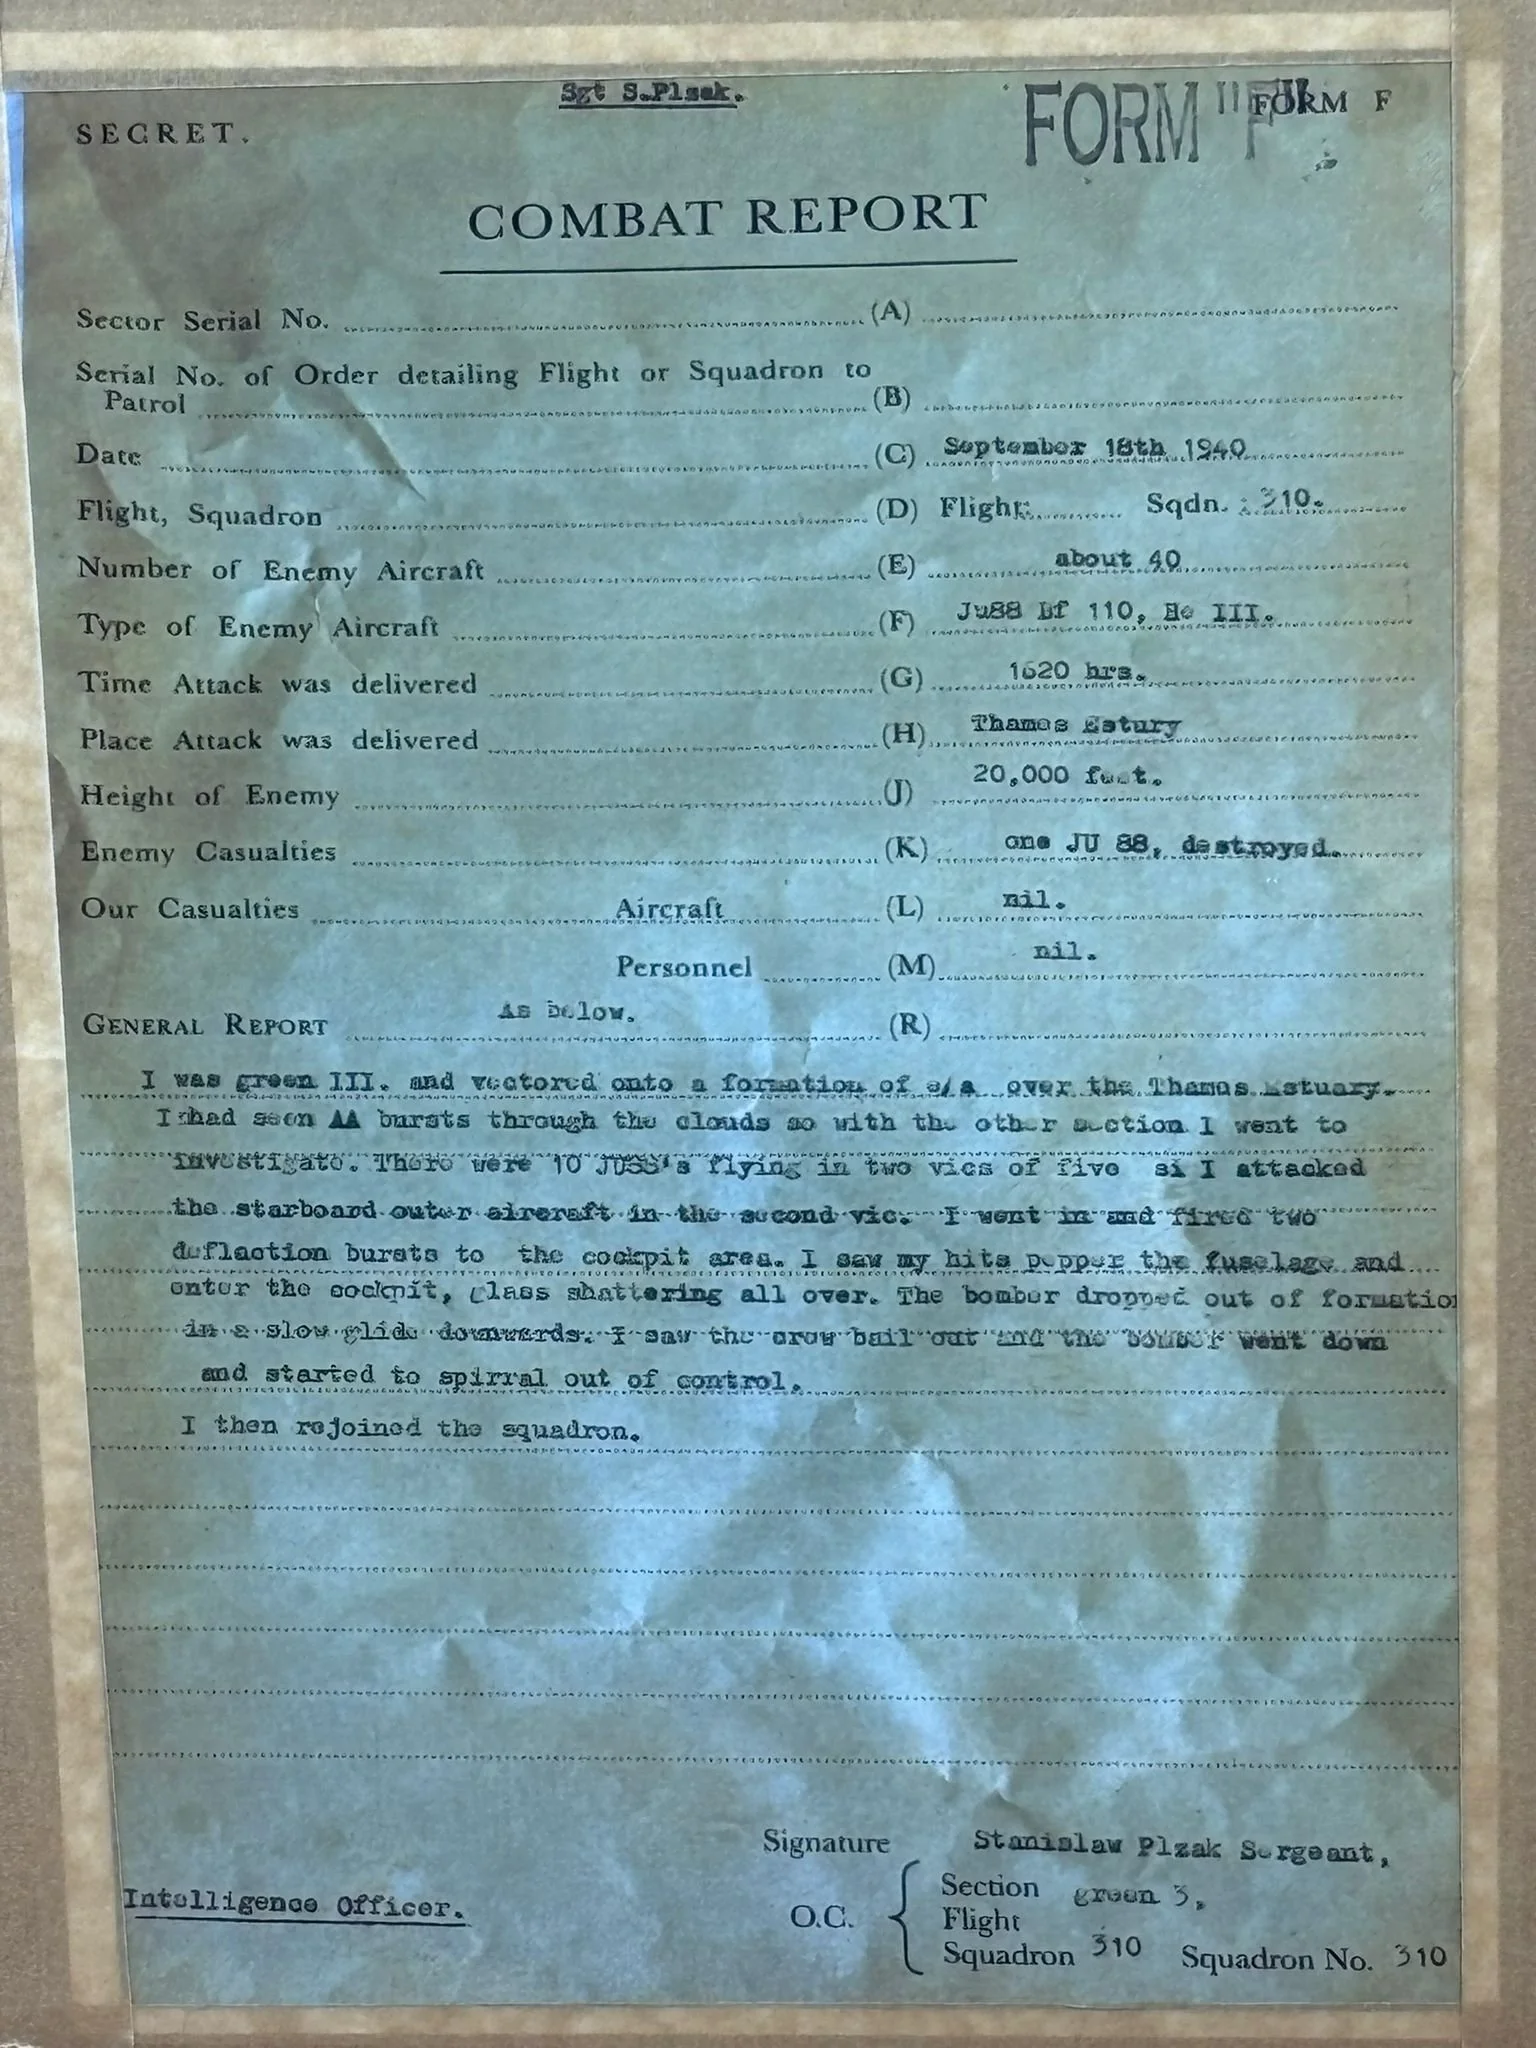 Sgt S.Plzak.
SECRET.
FORM "F"
FORM F
COMBAT REPORT
Sector Serial No. (A)
Serial No. of Order detailing Flight or Squadron to
Patrol (B)
Date (C) September 18th 1940
Flight, Squadron (D) Flight: Sqdn. : 310.
Number of Enemy Aircraft (E) about 40
Type of Enemy Aircraft (F) Ju88 Bf 110, He III.
Time Attack was delivered (G) 1620 hrs.
Place Attack was delivered (H) Thames Estury
Height of Enemy (J) 20,000 feet.
Enemy Casualties (K) one JU 88, destroyed.
Our Casualties Aircraft (L) nil.
Personnel (M) nil.
GENERAL REPORT As below. (R)
I was green III. and vectored onto a formation of e/a over the Thames Estuary.
I had seen AA bursts through the clouds so with the other section I went to
investigate. There were 10 JU88's flying in two vics of five si I attacked
the starboard outer aircraft in the second vic. I went in and fired two
deflaction bursts to the cockpit area. I saw my hits pepper the fuselage and
enter the cockpit, glass shattering all over. The bomber dropped out of formatio
in a slow glide downwards. I saw the crew bail out and the bomber went down
and started to spirral out of control.
I then rejoined the squadron.
Signature Stanislaw Plzak Sergeant,
Section green 3,
Intelligence Officer.
O.C. { Flight
Squadron 310 Squadron No. 310